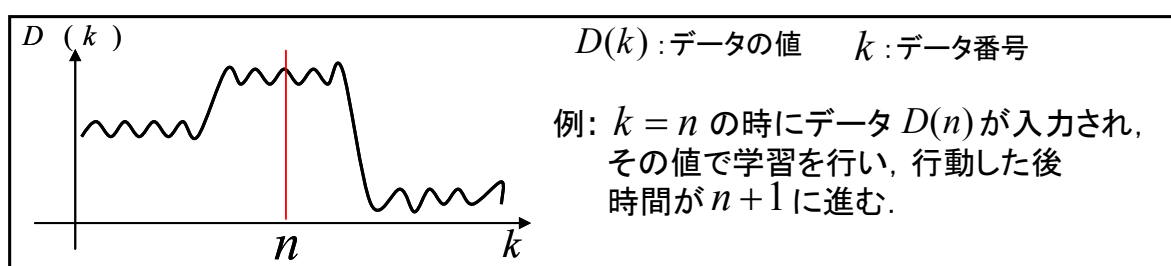 D (k)
D(k) :データの値 k :データ番号
例: k = n の時にデータ D(n) が入力され,
その値で学習を行い, 行動した後
時間が n + 1 に進む.
n
k